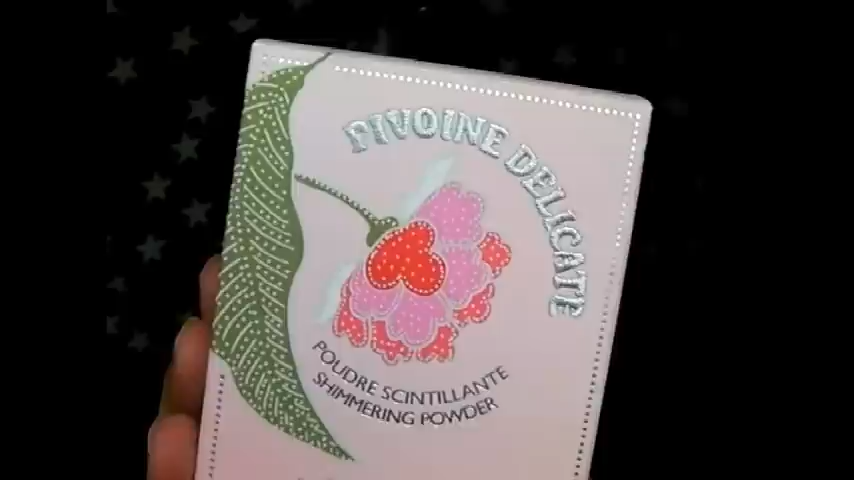 PIVOINE DELICATE
POUDRE SCINTILLANTE
SHIMMERING POWDER